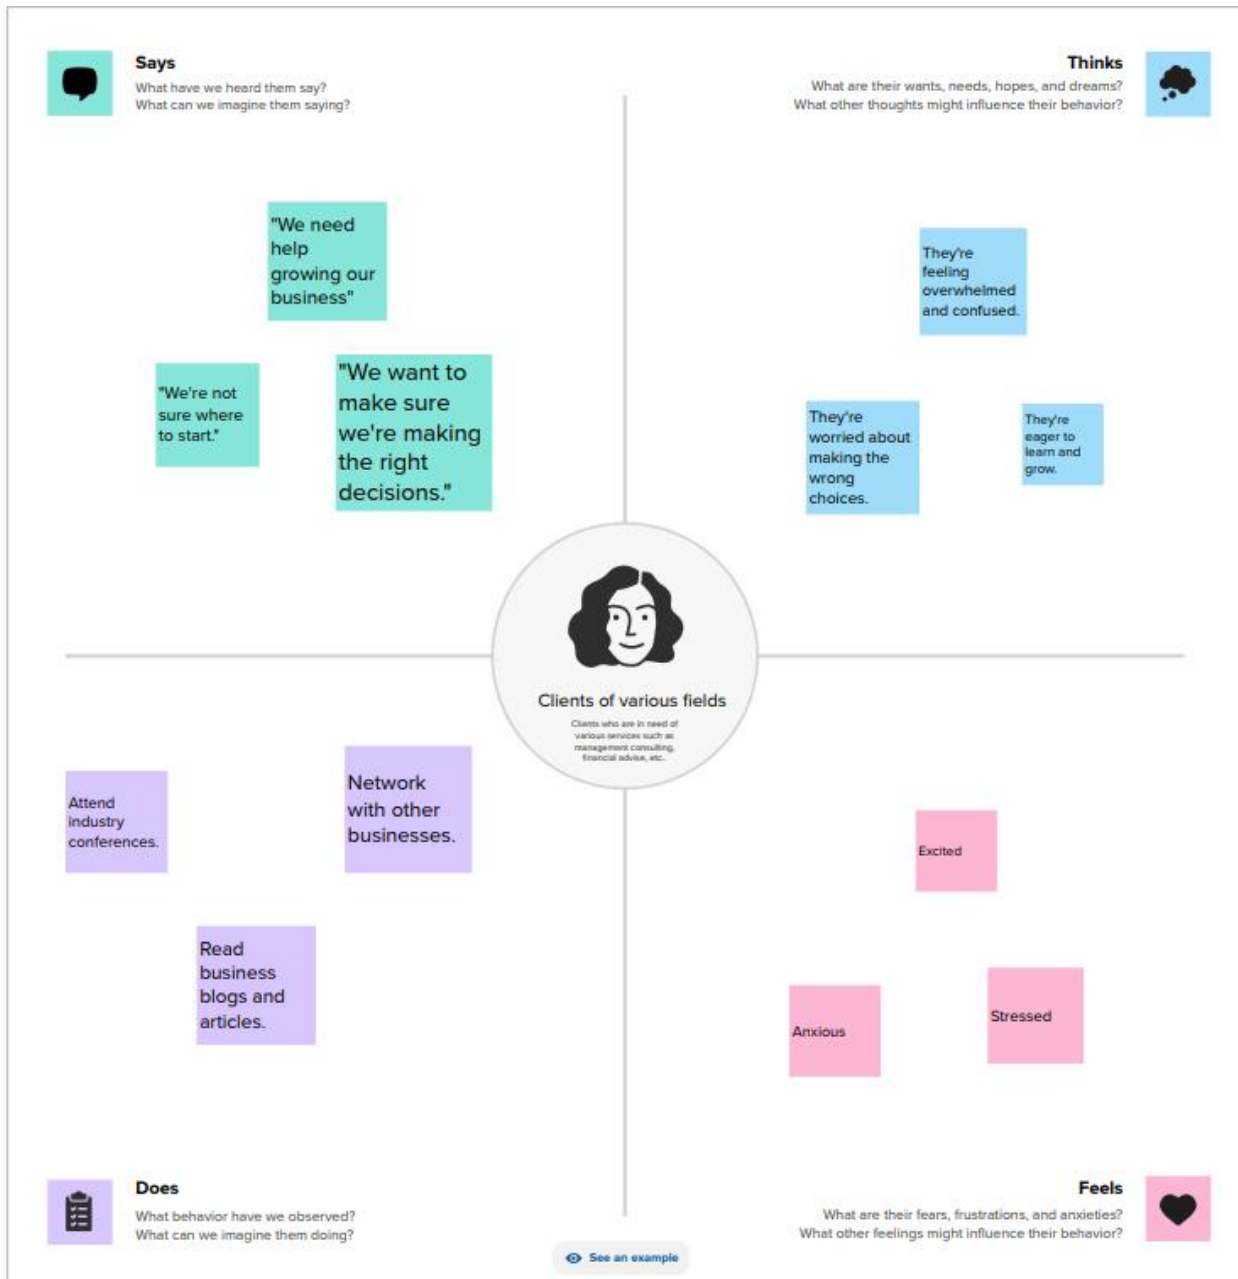 Says
What have we heard them say?
What can we imagine them saying?
Thinks
What are their wants, needs, hopes, and dreams?
What other thoughts might influence their behavior?
"We need
help
growing our
business"
"We're not
sure where
to start."
"We want to
make sure
we're making
the right
decisions."
They're
feeling
overwhelmed
and confused.
They're
worried about
making the
wrong
choices.
They're
eager to
learn and
grow.
Clients of various fields
Clients who are in need of
various services such as
management consulting,
financial advise, etc..
Attend
industry
conferences.
Network
with other
businesses.
Read
business
blogs and
articles.
Excited
Anxious
Stressed
Does
What behavior have we observed?
What can we imagine them doing?
Feels
What are their fears, frustrations, and anxieties?
What other feelings might influence their behavior?
See an example